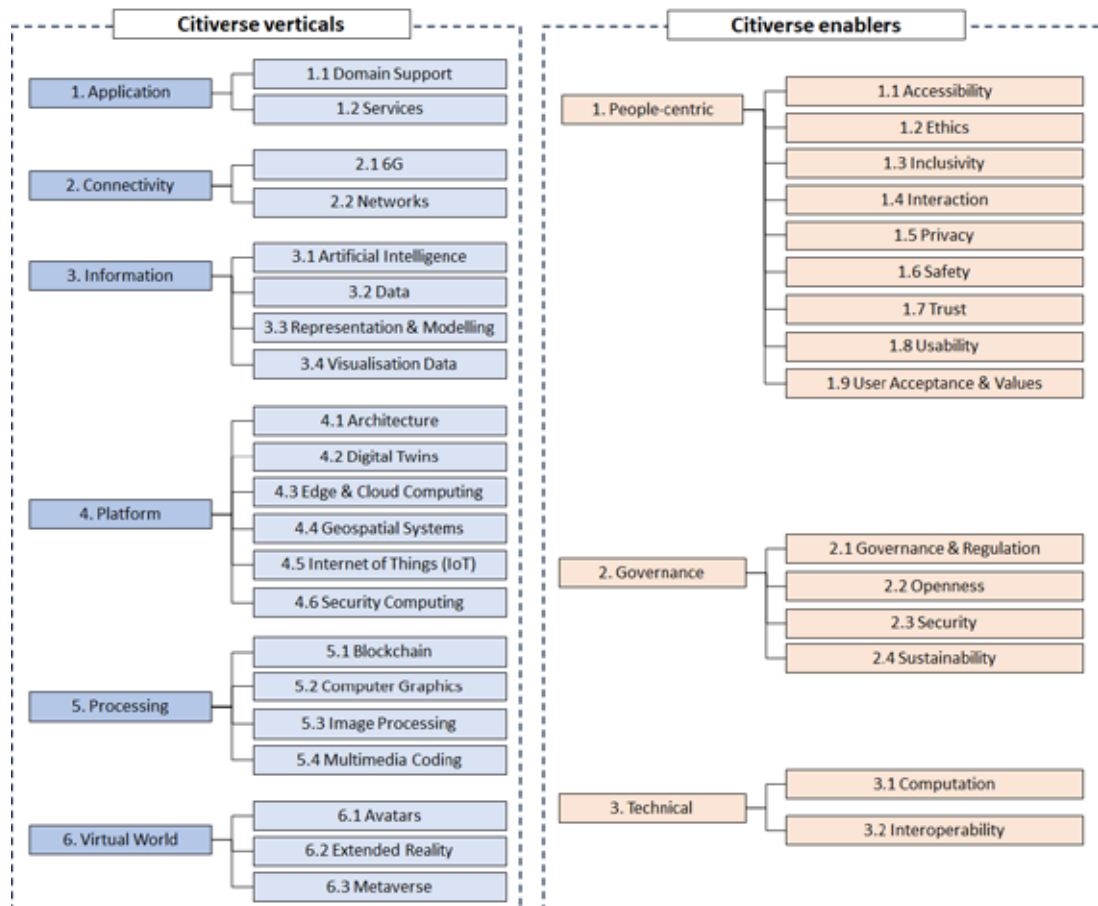 Citiverse verticals
1. Application
1.1 Domain Support
1.2 Services
2. Connectivity
2.1 6G
2.2 Networks
3. Information
3.1 Artificial Intelligence
3.2 Data
3.3 Representation & Modelling
3.4 Visualisation Data
4. Platform
4.1 Architecture
4.2 Digital Twins
4.3 Edge & Cloud Computing
4.4 Geospatial Systems
4.5 Internet of Things (IoT)
4.6 Security Computing
5. Processing
5.1 Blockchain
5.2 Computer Graphics
5.3 Image Processing
5.4 Multimedia Coding
6. Virtual World
6.1 Avatars
6.2 Extended Reality
6.3 Metaverse
Citiverse enablers
1. People-centric
1.1 Accessibility
1.2 Ethics
1.3 Inclusivity
1.4 Interaction
1.5 Privacy
1.6 Safety
1.7 Trust
1.8 Usability
1.9 User Acceptance & Values
2. Governance
2.1 Governance & Regulation
2.2 Openness
2.3 Security
2.4 Sustainability
3. Technical
3.1 Computation
3.2 Interoperability